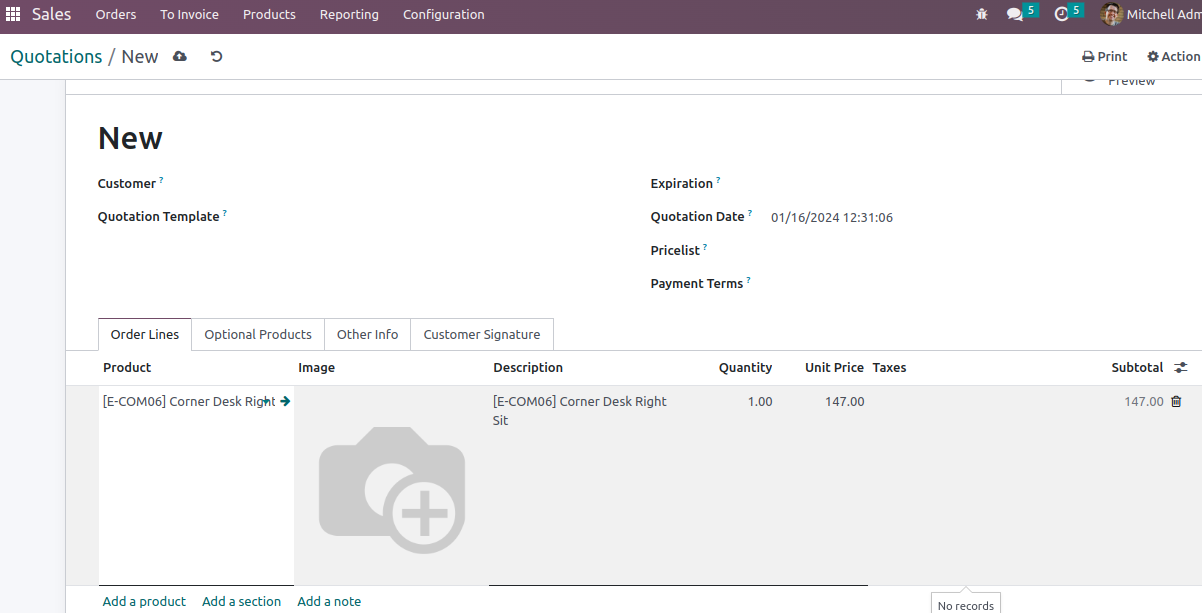 Sales Orders To Invoice Products Reporting Configuration 5 5 Mitchell Adm
Quotations / New Print Action
Preview
New
Customer ? Expiration ?
Quotation Template ? Quotation Date ? 01/16/2024 12:31:06
Pricelist ?
Payment Terms ?
Order Lines Optional Products Other Info Customer Signature
Product Image Description Quantity Unit Price Taxes Subtotal
[E-COM06] Corner Desk Right [E-COM06] Corner Desk Right 1.00 147.00 147.00
Sit
Add a product Add a section Add a note No records